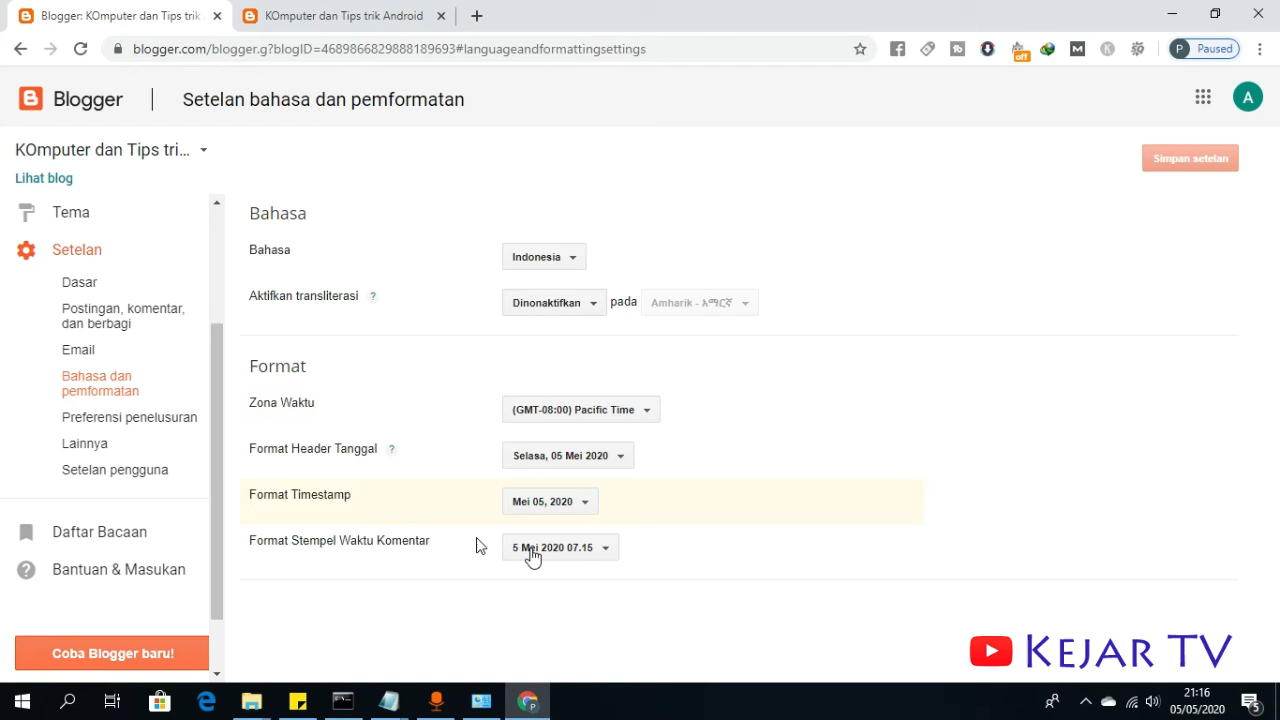 Blogger: KOmputer dan Tips trik
KOmputer dan Tips trik Android
blogger.com/blogger.g?blogID=4689866829888189693#languageandformattingsettings
off
M
K
P Paused
Blogger
Setelan bahasa dan pemformatan
A
KOmputer dan Tips tri...
Lihat blog
Simpan setelan
Tema
Setelan
Dasar
Postingan, komentar,
dan berbagi
Email
Bahasa dan
pemformatan
Preferensi penelusuran
Lainnya
Setelan pengguna
Daftar Bacaan
Bantuan & Masukan
Coba Blogger baru!
Bahasa
Bahasa
Indonesia
Aktifkan transliterasi ?
Dinonaktifkan pada Amharik - አማርኛ
Format
Zona Waktu
(GMT-08:00) Pacific Time
Format Header Tanggal ?
Selasa, 05 Mei 2020
Format Timestamp
Mei 05, 2020
Format Stempel Waktu Komentar
5 Mei 2020 07.15
KEJAR TV
21:16
05/05/2020
5